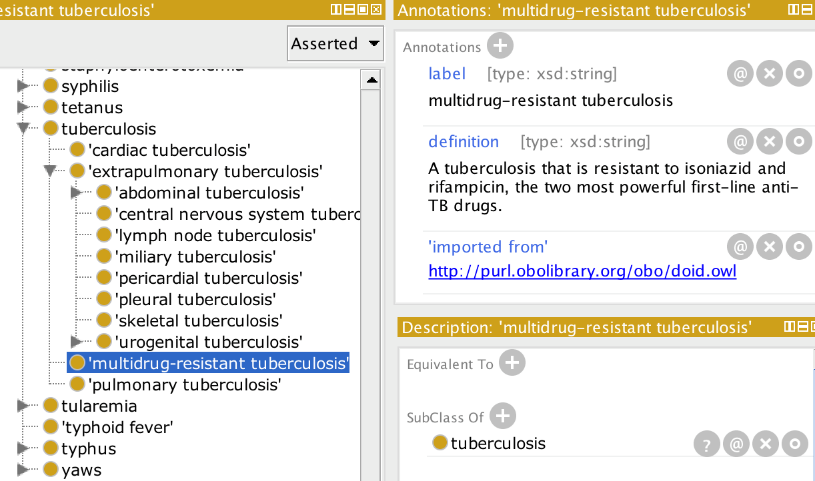 esistant tuberculosis'
Asserted
staphyloenterotoxemia
syphilis
tetanus
tuberculosis
'cardiac tuberculosis'
'extrapulmonary tuberculosis'
'abdominal tuberculosis'
'central nervous system tuberc
'lymph node tuberculosis'
'miliary tuberculosis'
'pericardial tuberculosis'
'pleural tuberculosis'
'skeletal tuberculosis'
'urogenital tuberculosis'
'multidrug-resistant tuberculosis'
'pulmonary tuberculosis'
tularemia
'typhoid fever'
typhus
yaws
Annotations: 'multidrug-resistant tuberculosis'
Annotations
label [type: xsd:string]
multidrug-resistant tuberculosis
definition [type: xsd:string]
A tuberculosis that is resistant to isoniazid and
rifampicin, the two most powerful first-line anti-
TB drugs.
'imported from'
http://purl.obolibrary.org/obo/doid.owl
Description: 'multidrug-resistant tuberculosis'
Equivalent To
SubClass Of
tuberculosis